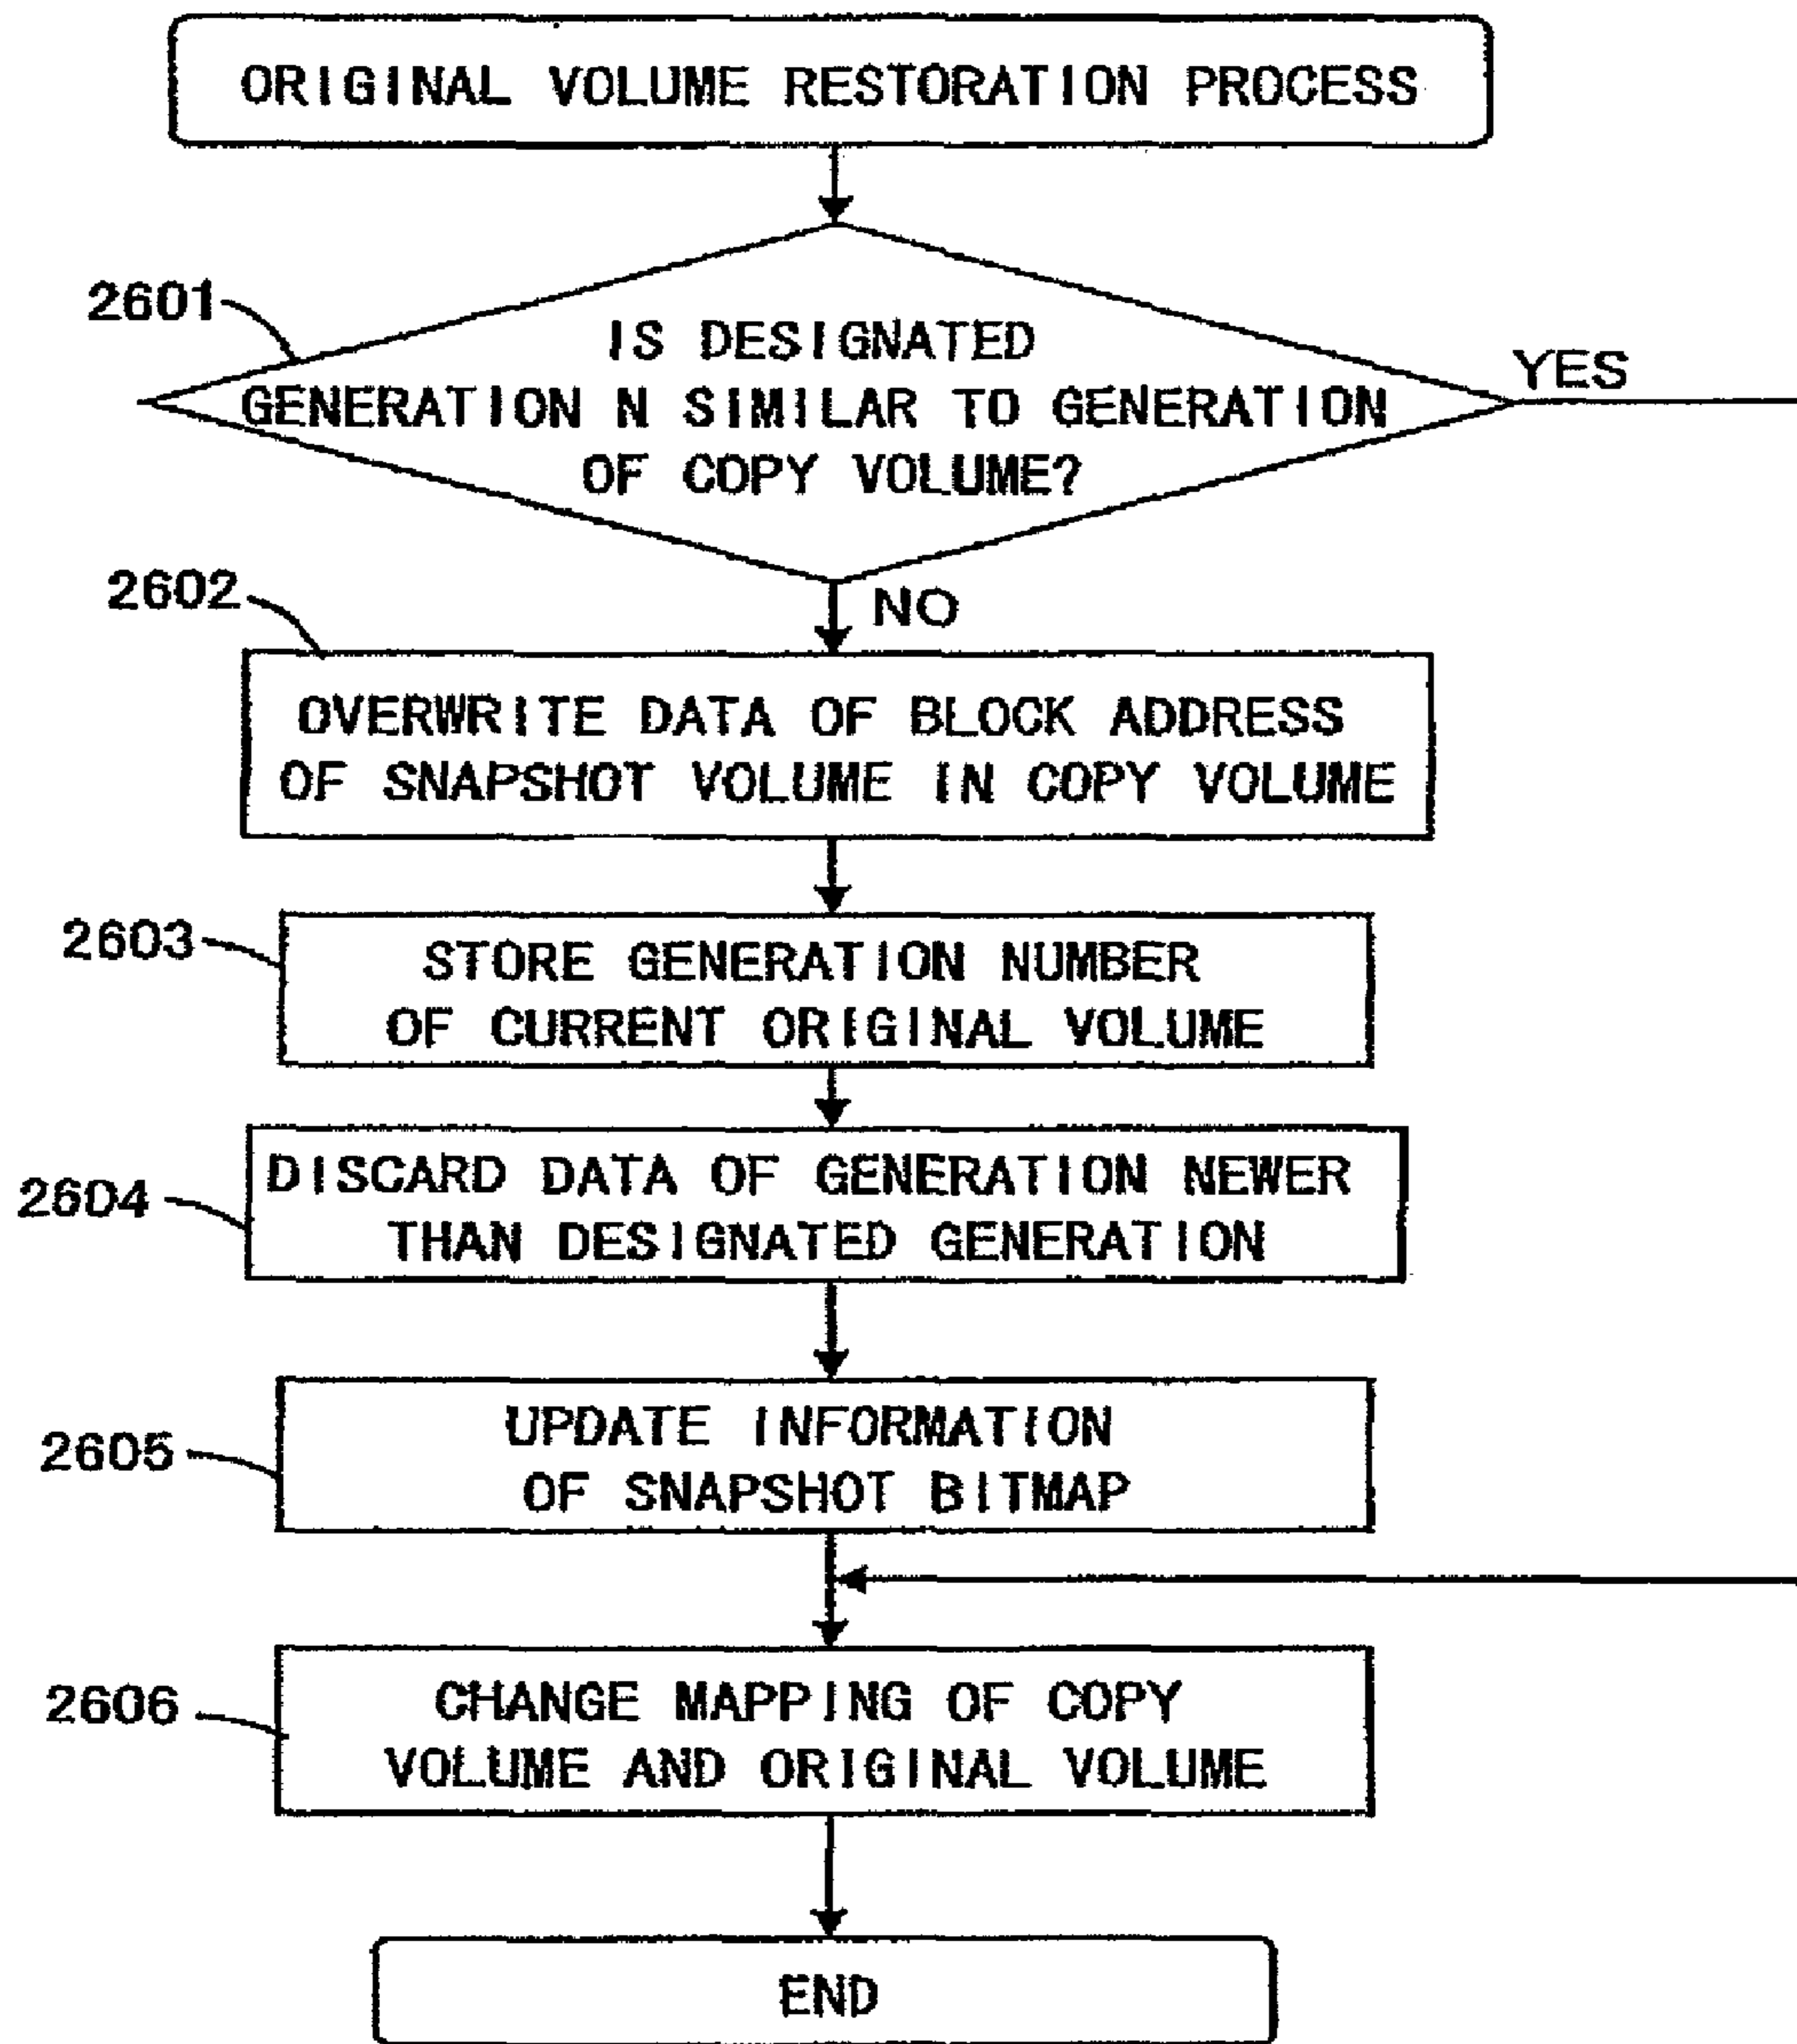 ORIGINAL VOLUME RESTORATION PROCESS
2601
IS DESIGNATED
GENERATION N SIMILAR TO GENERATION
OF COPY VOLUME?
YES
NO
2602
OVERWRITE DATA OF BLOCK ADDRESS
OF SNAPSHOT VOLUME IN COPY VOLUME
2603
STORE GENERATION NUMBER
OF CURRENT ORIGINAL VOLUME
2604
DISCARD DATA OF GENERATION NEWER
THAN DESIGNATED GENERATION
2605
UPDATE INFORMATION
OF SNAPSHOT BITMAP
2606
CHANGE MAPPING OF COPY
VOLUME AND ORIGINAL VOLUME
END